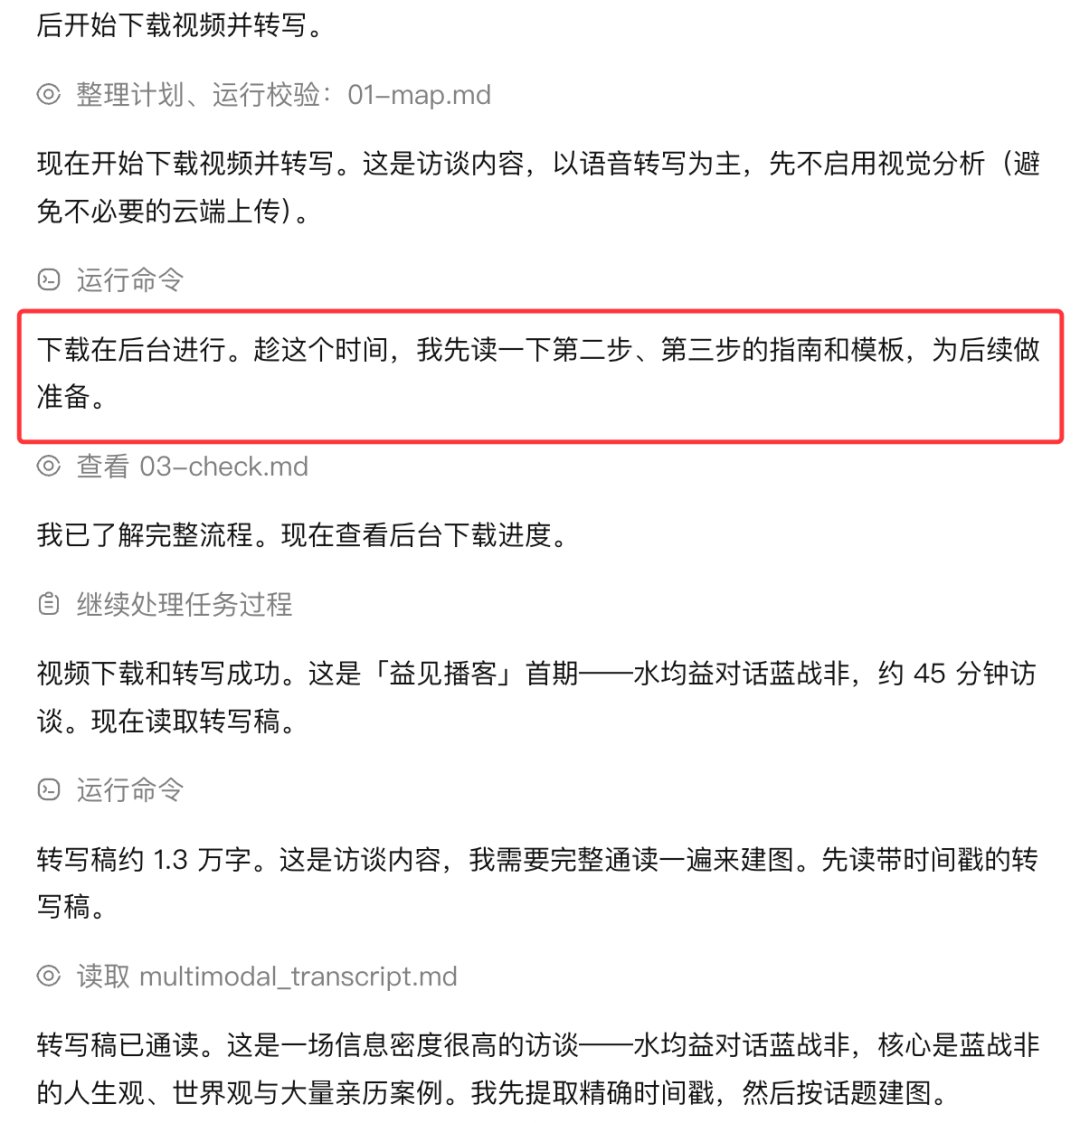 后开始下载视频并转写。
整理计划、运行校验：01-map.md
现在开始下载视频并转写。这是访谈内容，以语音转写为主，先不启用视觉分析（避
免不必要的云端上传）。
运行命令
下载在后台进行。趁这个时间，我先读一下第二步、第三步的指南和模板，为后续做
准备。
查看 03-check.md
我已了解完整流程。现在查看后台下载进度。
继续处理任务过程
视频下载和转写成功。这是「益见播客」首期——水均益对话蓝战非，约 45 分钟访
谈。现在读取转写稿。
运行命令
转写稿约 1.3 万字。这是访谈内容，我需要完整通读一遍来建图。先读带时间戳的转
写稿。
读取 multimodal_transcript.md
转写稿已通读。这是一场信息密度很高的访谈——水均益对话蓝战非，核心是蓝战非
的人生观、世界观与大量亲历案例。我先提取精确时间戳，然后按话题建图。